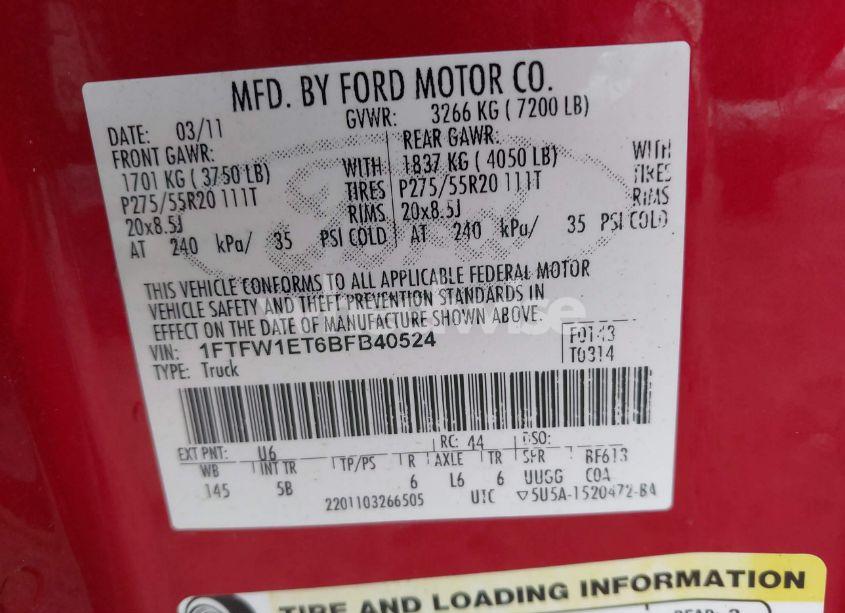 MFD. BY FORD MOTOR CO.
DATE: 03/11 GVWR: 3266 KG ( 7200 LB)
FRONT GAWR: REAR GAWR:
1701 KG ( 3750 LB) WITH 1837 KG ( 4050 LB) WITH
P275/55R20 111T TIRES P275/55R20 111T TIRES
20x8.5J RIMS 20x8.5J RIMS
AT 240 kPa/ 35 PSI COLD AT 240 kPa/ 35 PSI COLD
THIS VEHICLE CONFORMS TO ALL APPLICABLE FEDERAL MOTOR
VEHICLE SAFETY AND THEFT PREVENTION STANDARDS IN
EFFECT ON THE DATE OF MANUFACTURE SHOWN ABOVE.
VIN: 1FTFW1ET6BFB40524 F0143
TYPE: Truck T0314
EXT PNT: U6 RC: 44 DSO:
WB INT TR TP/PS R AXLE TR SPR BF613
145 5B 6 L6 6 UUGG COA
2201103266505 UTC ▽5U5A-1520472-BA
TIRE AND LOADING INFORMATION